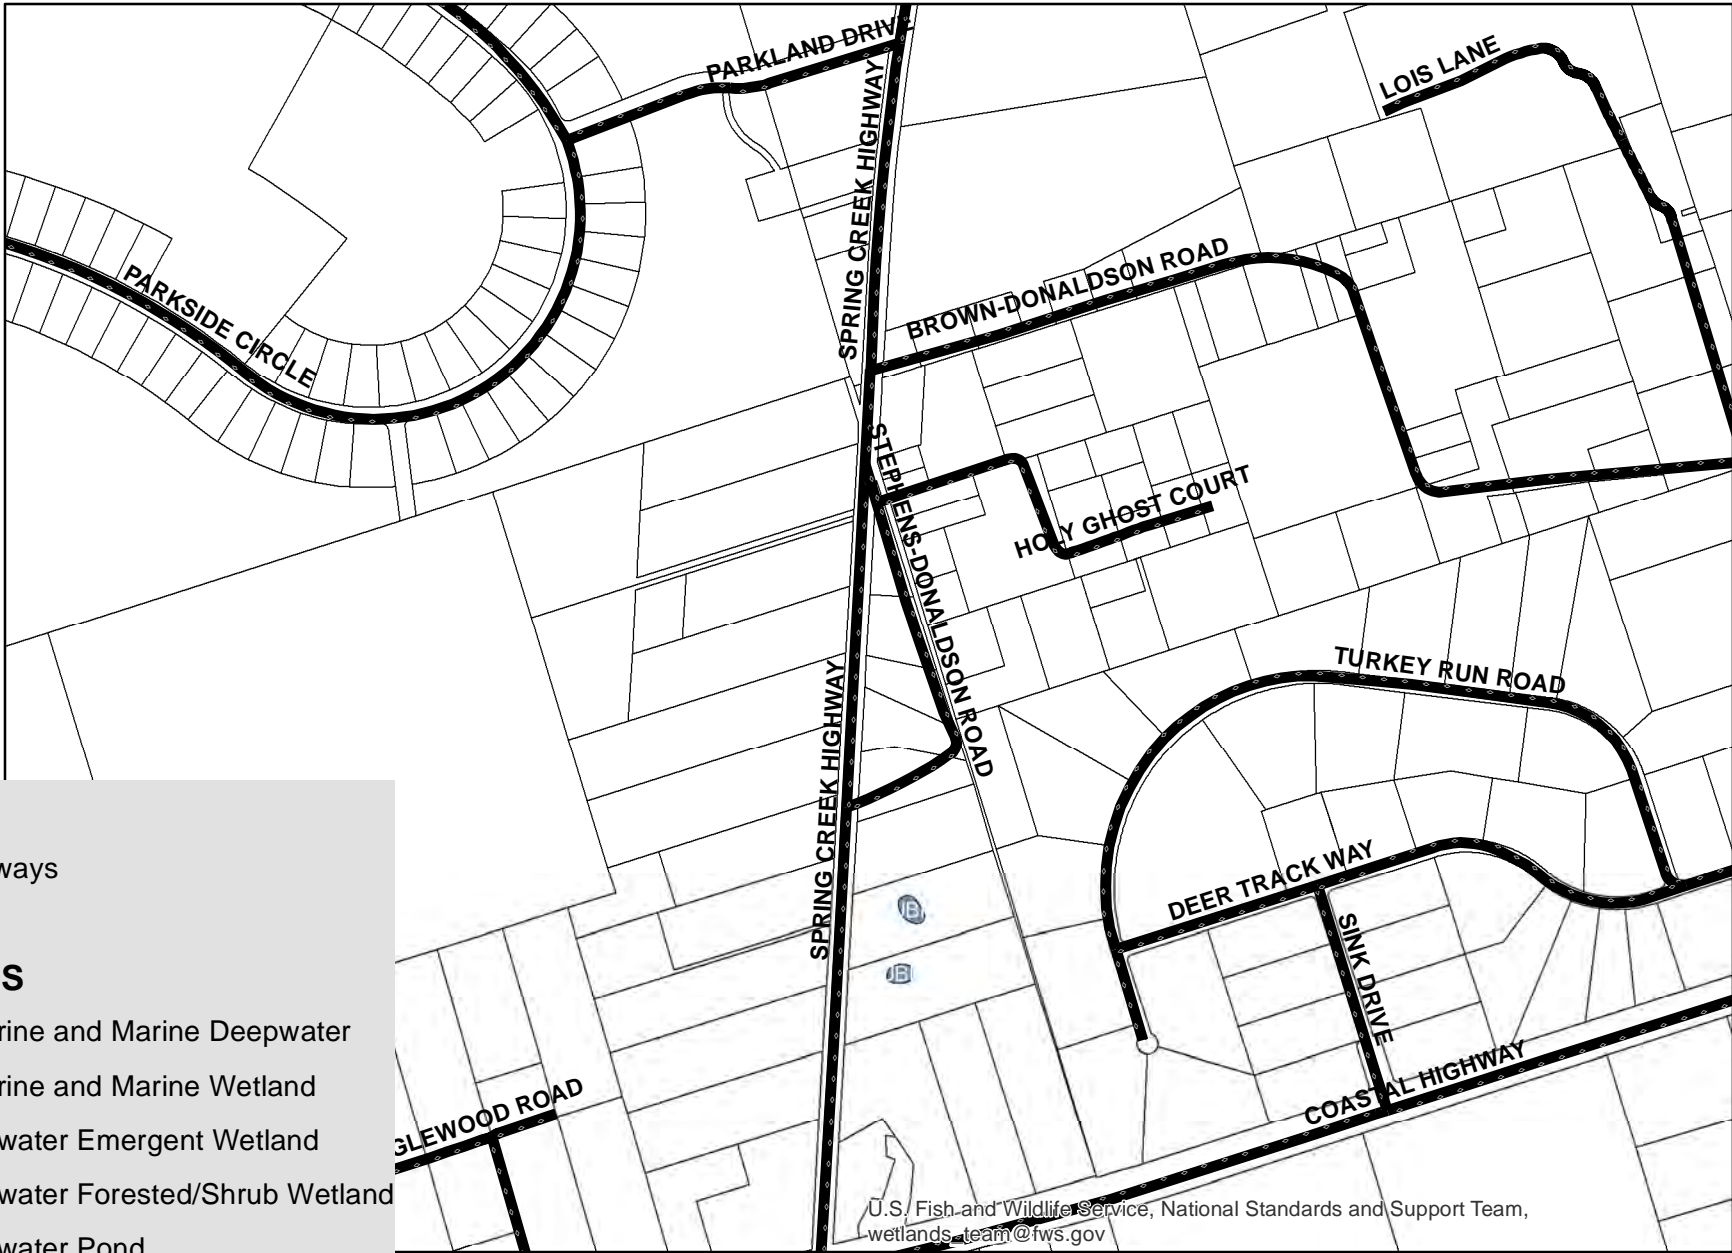 PARKLAND DRIVE
LOIS LANE
SPRING CREEK HIGHWAY
BROWN-DONALDSON ROAD
PARKSIDE CIRCLE
STEPHENS-DONALDSON ROAD
HOLY GHOST COURT
TURKEY RUN ROAD
SPRING CREEK HIGHWAY
DEER TRACK WAY
SINK DRIVE
COASTAL HIGHWAY
GLEWOOD ROAD
ways
s
rine and Marine Deepwater
rine and Marine Wetland
water Emergent Wetland
water Forested/Shrub Wetland
water Pond
U.S. Fish and Wildlife Service, National Standards and Support Team,
wetlands_team@fws.gov